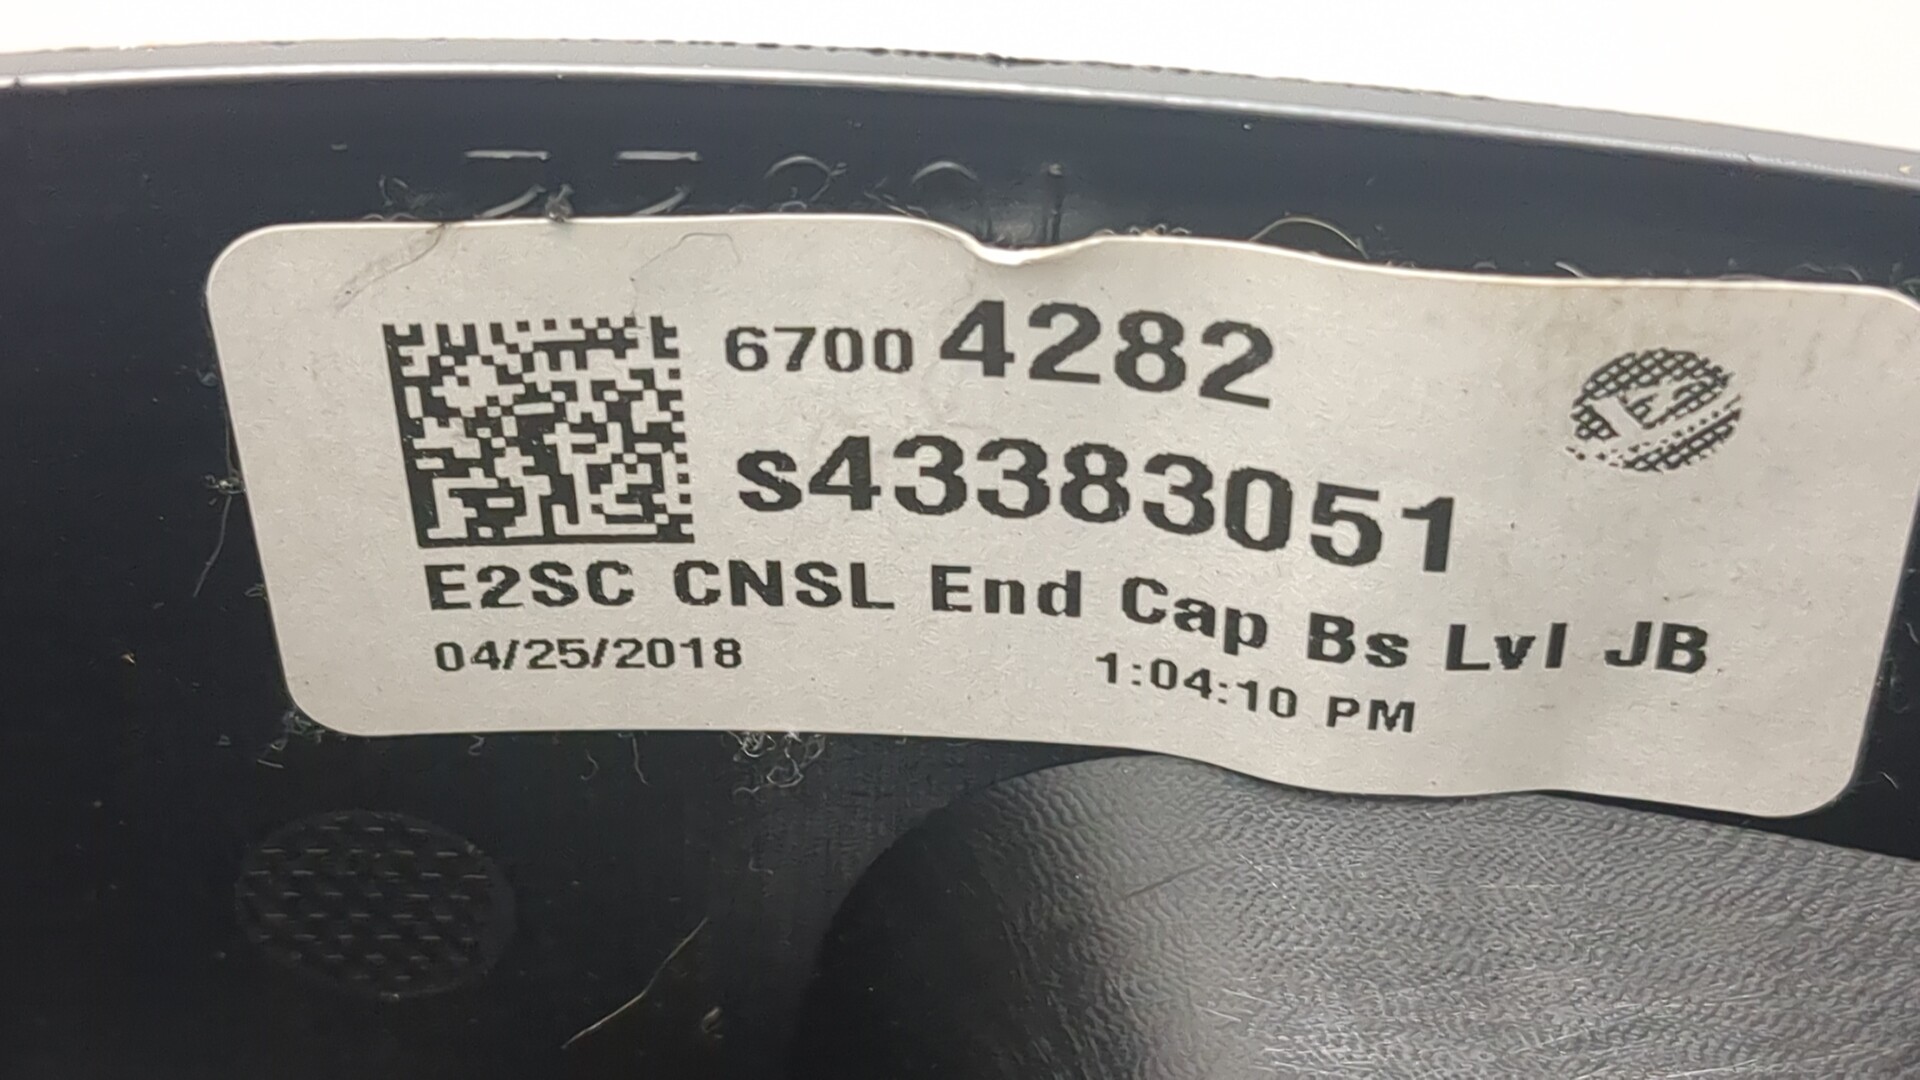 6700 4282
s43383051
E2SC CNSL End Cap Bs Lvl JB
04/25/2018 1:04:10 PM